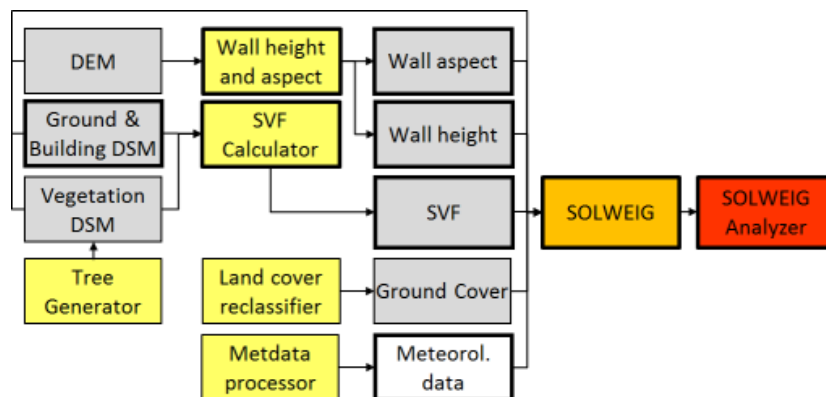 DEM
Wall height
and aspect
Wall aspect
Ground &
Building DSM
SVF
Calculator
Wall height
Vegetation
DSM
SVF
SOLWEIG
SOLWEIG
Analyzer
Tree
Generator
Land cover
reclassifier
Ground Cover
Metdata
processor
Meteorol.
data